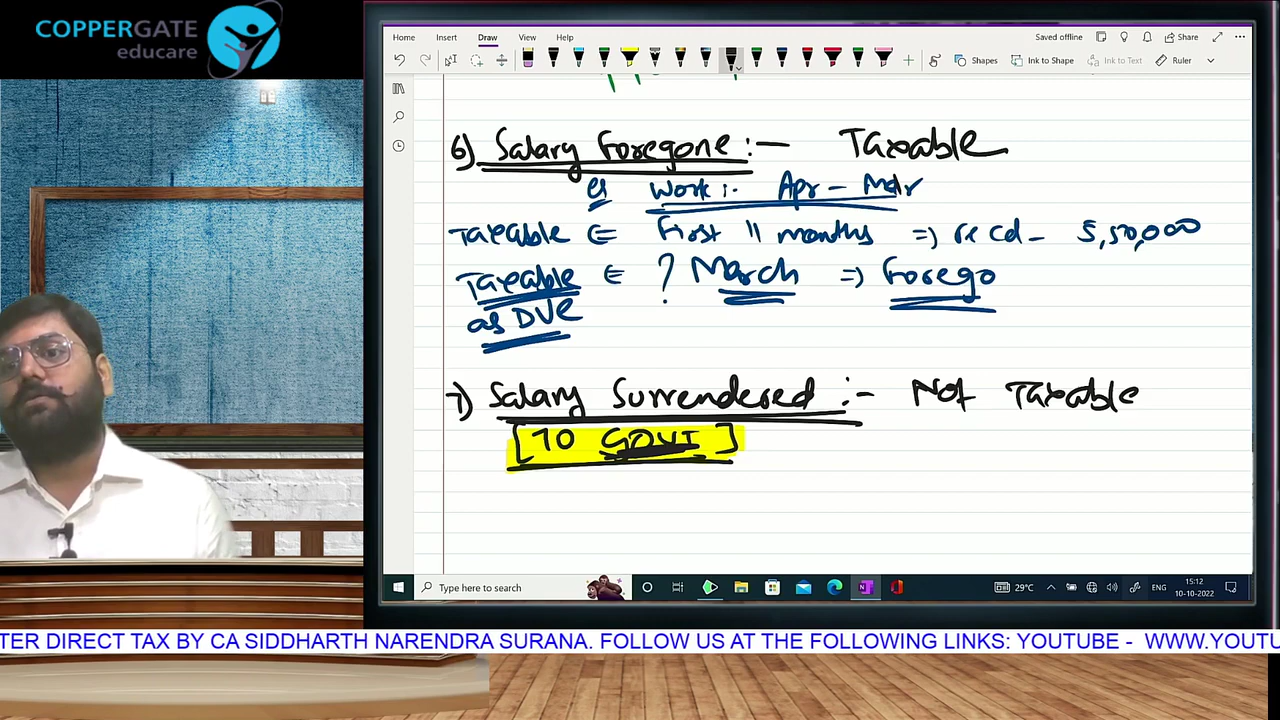 COPPERGATE
educare
Home Insert Draw View Help
Saved offline
Share
Shapes
Ink to Shape
Ink to Text
Ruler
6) Salary Foregone :- Taxable
eg Work :- Apr - Mar
Taxable ⇐ First 11 months => recd - 5,50,000
Taxable ⇐ ? March => Forego
as DUE
7) Salary Surrendered :- Not Taxable
[TO GOVT]
Type here to search
29°C
ENG
15:12
10-10-2022
TER DIRECT TAX BY CA SIDDHARTH NARENDRA SURANA. FOLLOW US AT THE FOLLOWING LINKS: YOUTUBE - WWW.YOUTU